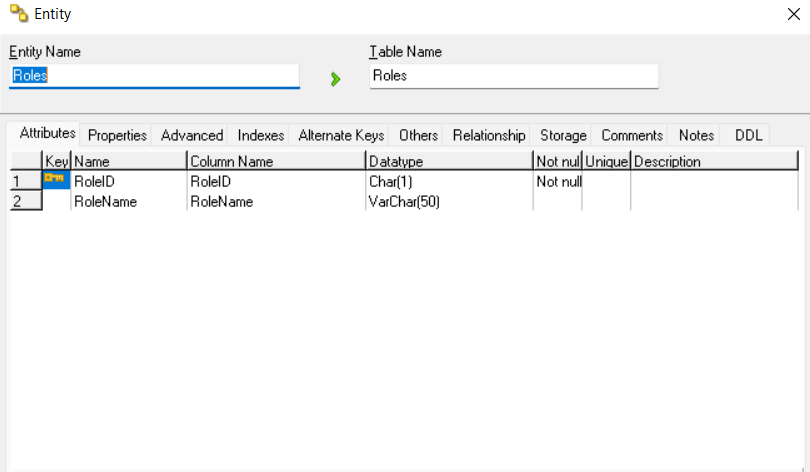 Entity
Entity Name Table Name
Roles Roles
Attributes Properties Advanced Indexes Alternate Keys Others Relationship Storage Comments Notes DDL
Key Name Column Name Datatype Not nul Unique Description
1 RoleID RoleID Char(1) Not null
2 RoleName RoleName VarChar(50)